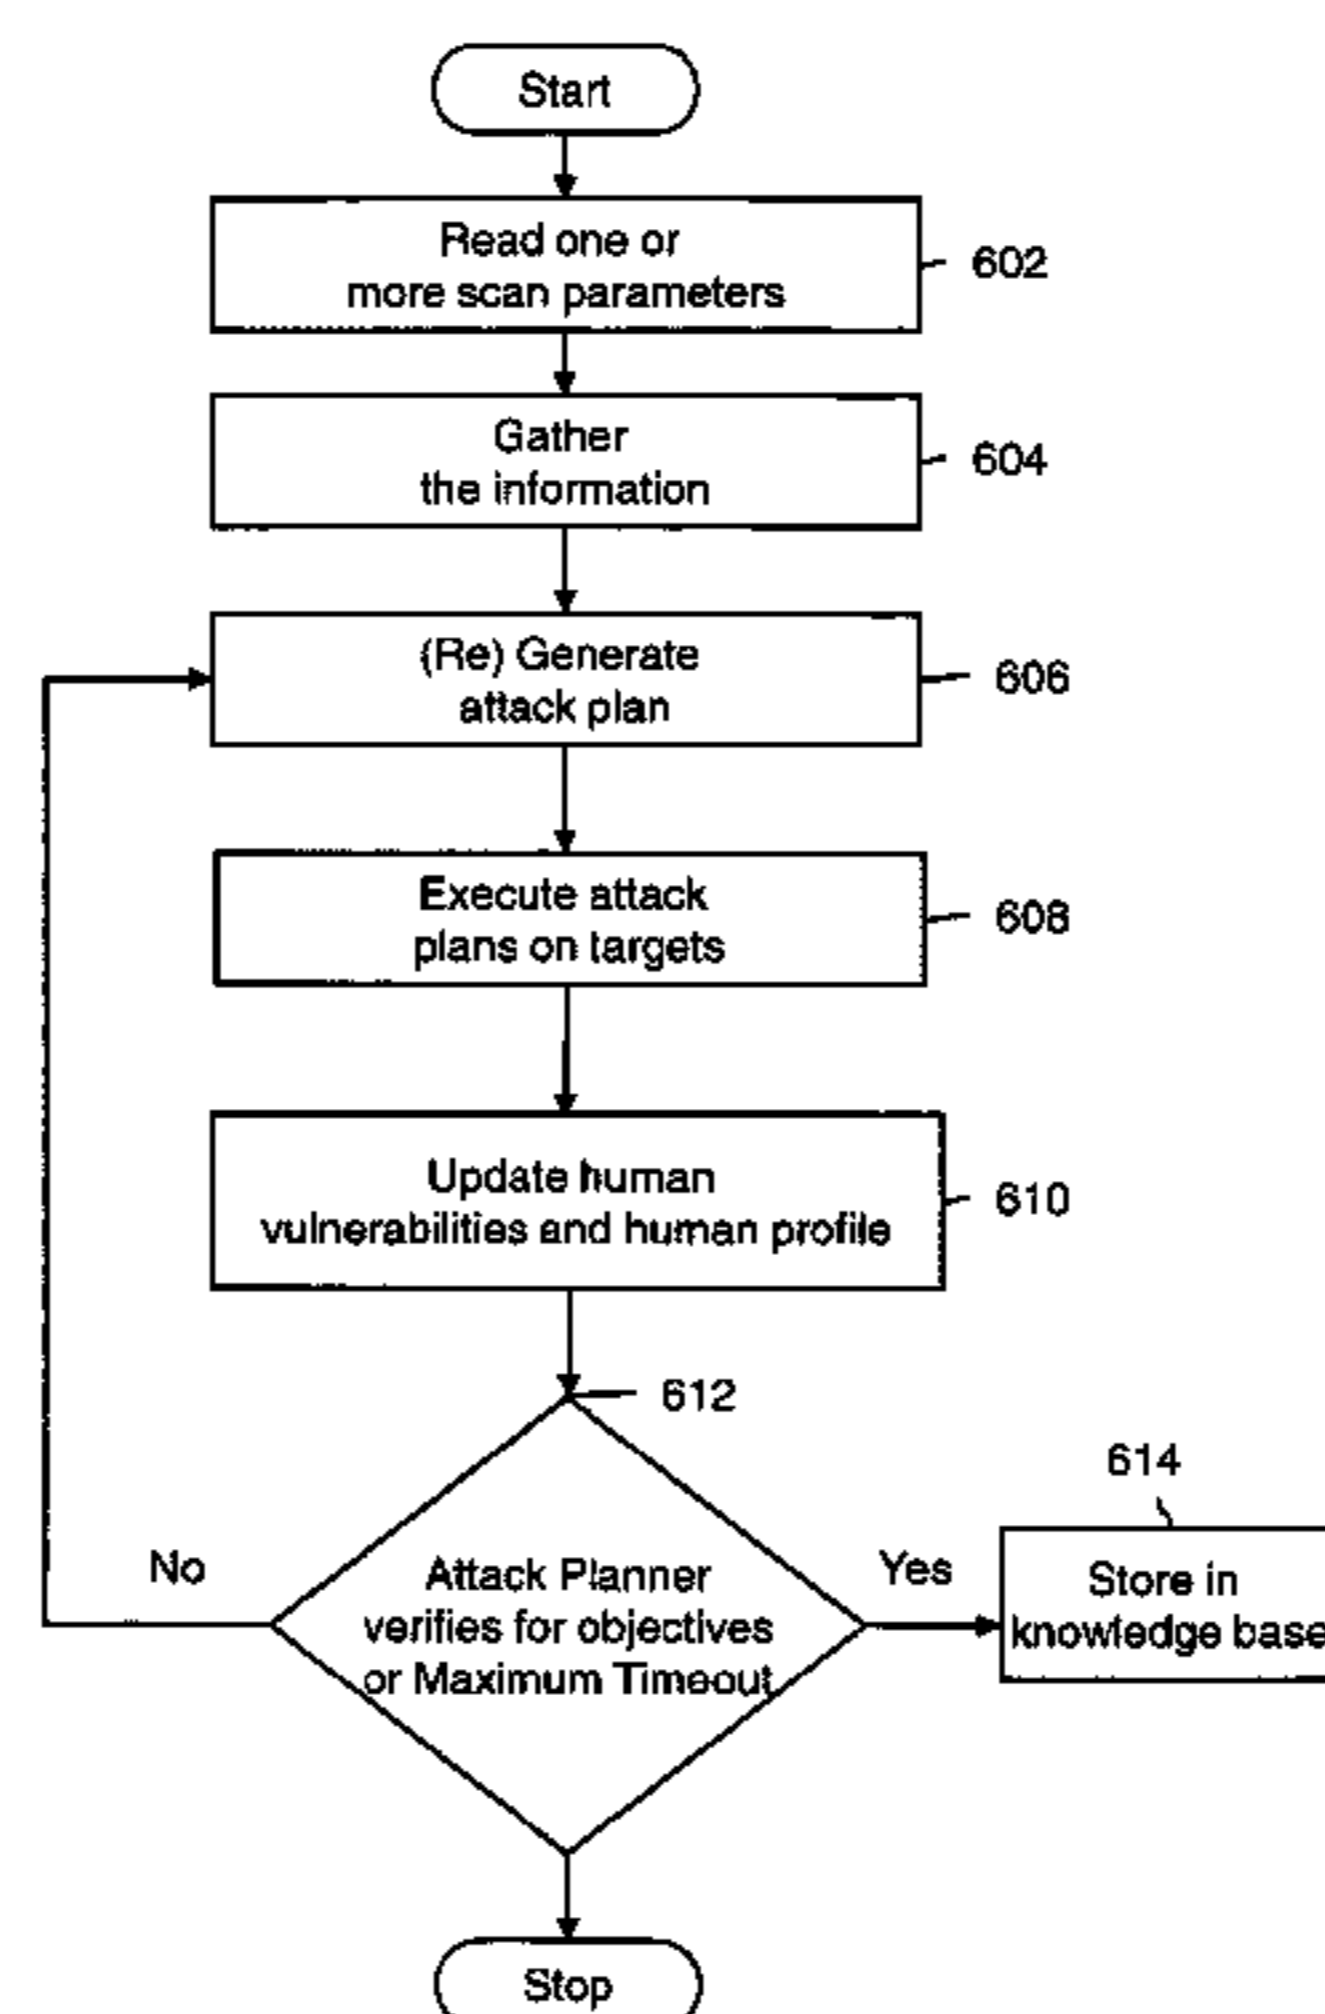 Start
Read one or
more scan parameters
602
Gather
the information
604
(Re) Generate
attack plan
606
Execute attack
plans on targets
608
Update human
vulnerabilities and human profile
610
612
Attack Planner
verifies for objectives
or Maximum Timeout
No
Yes
614
Store in
knowledge base
Stop